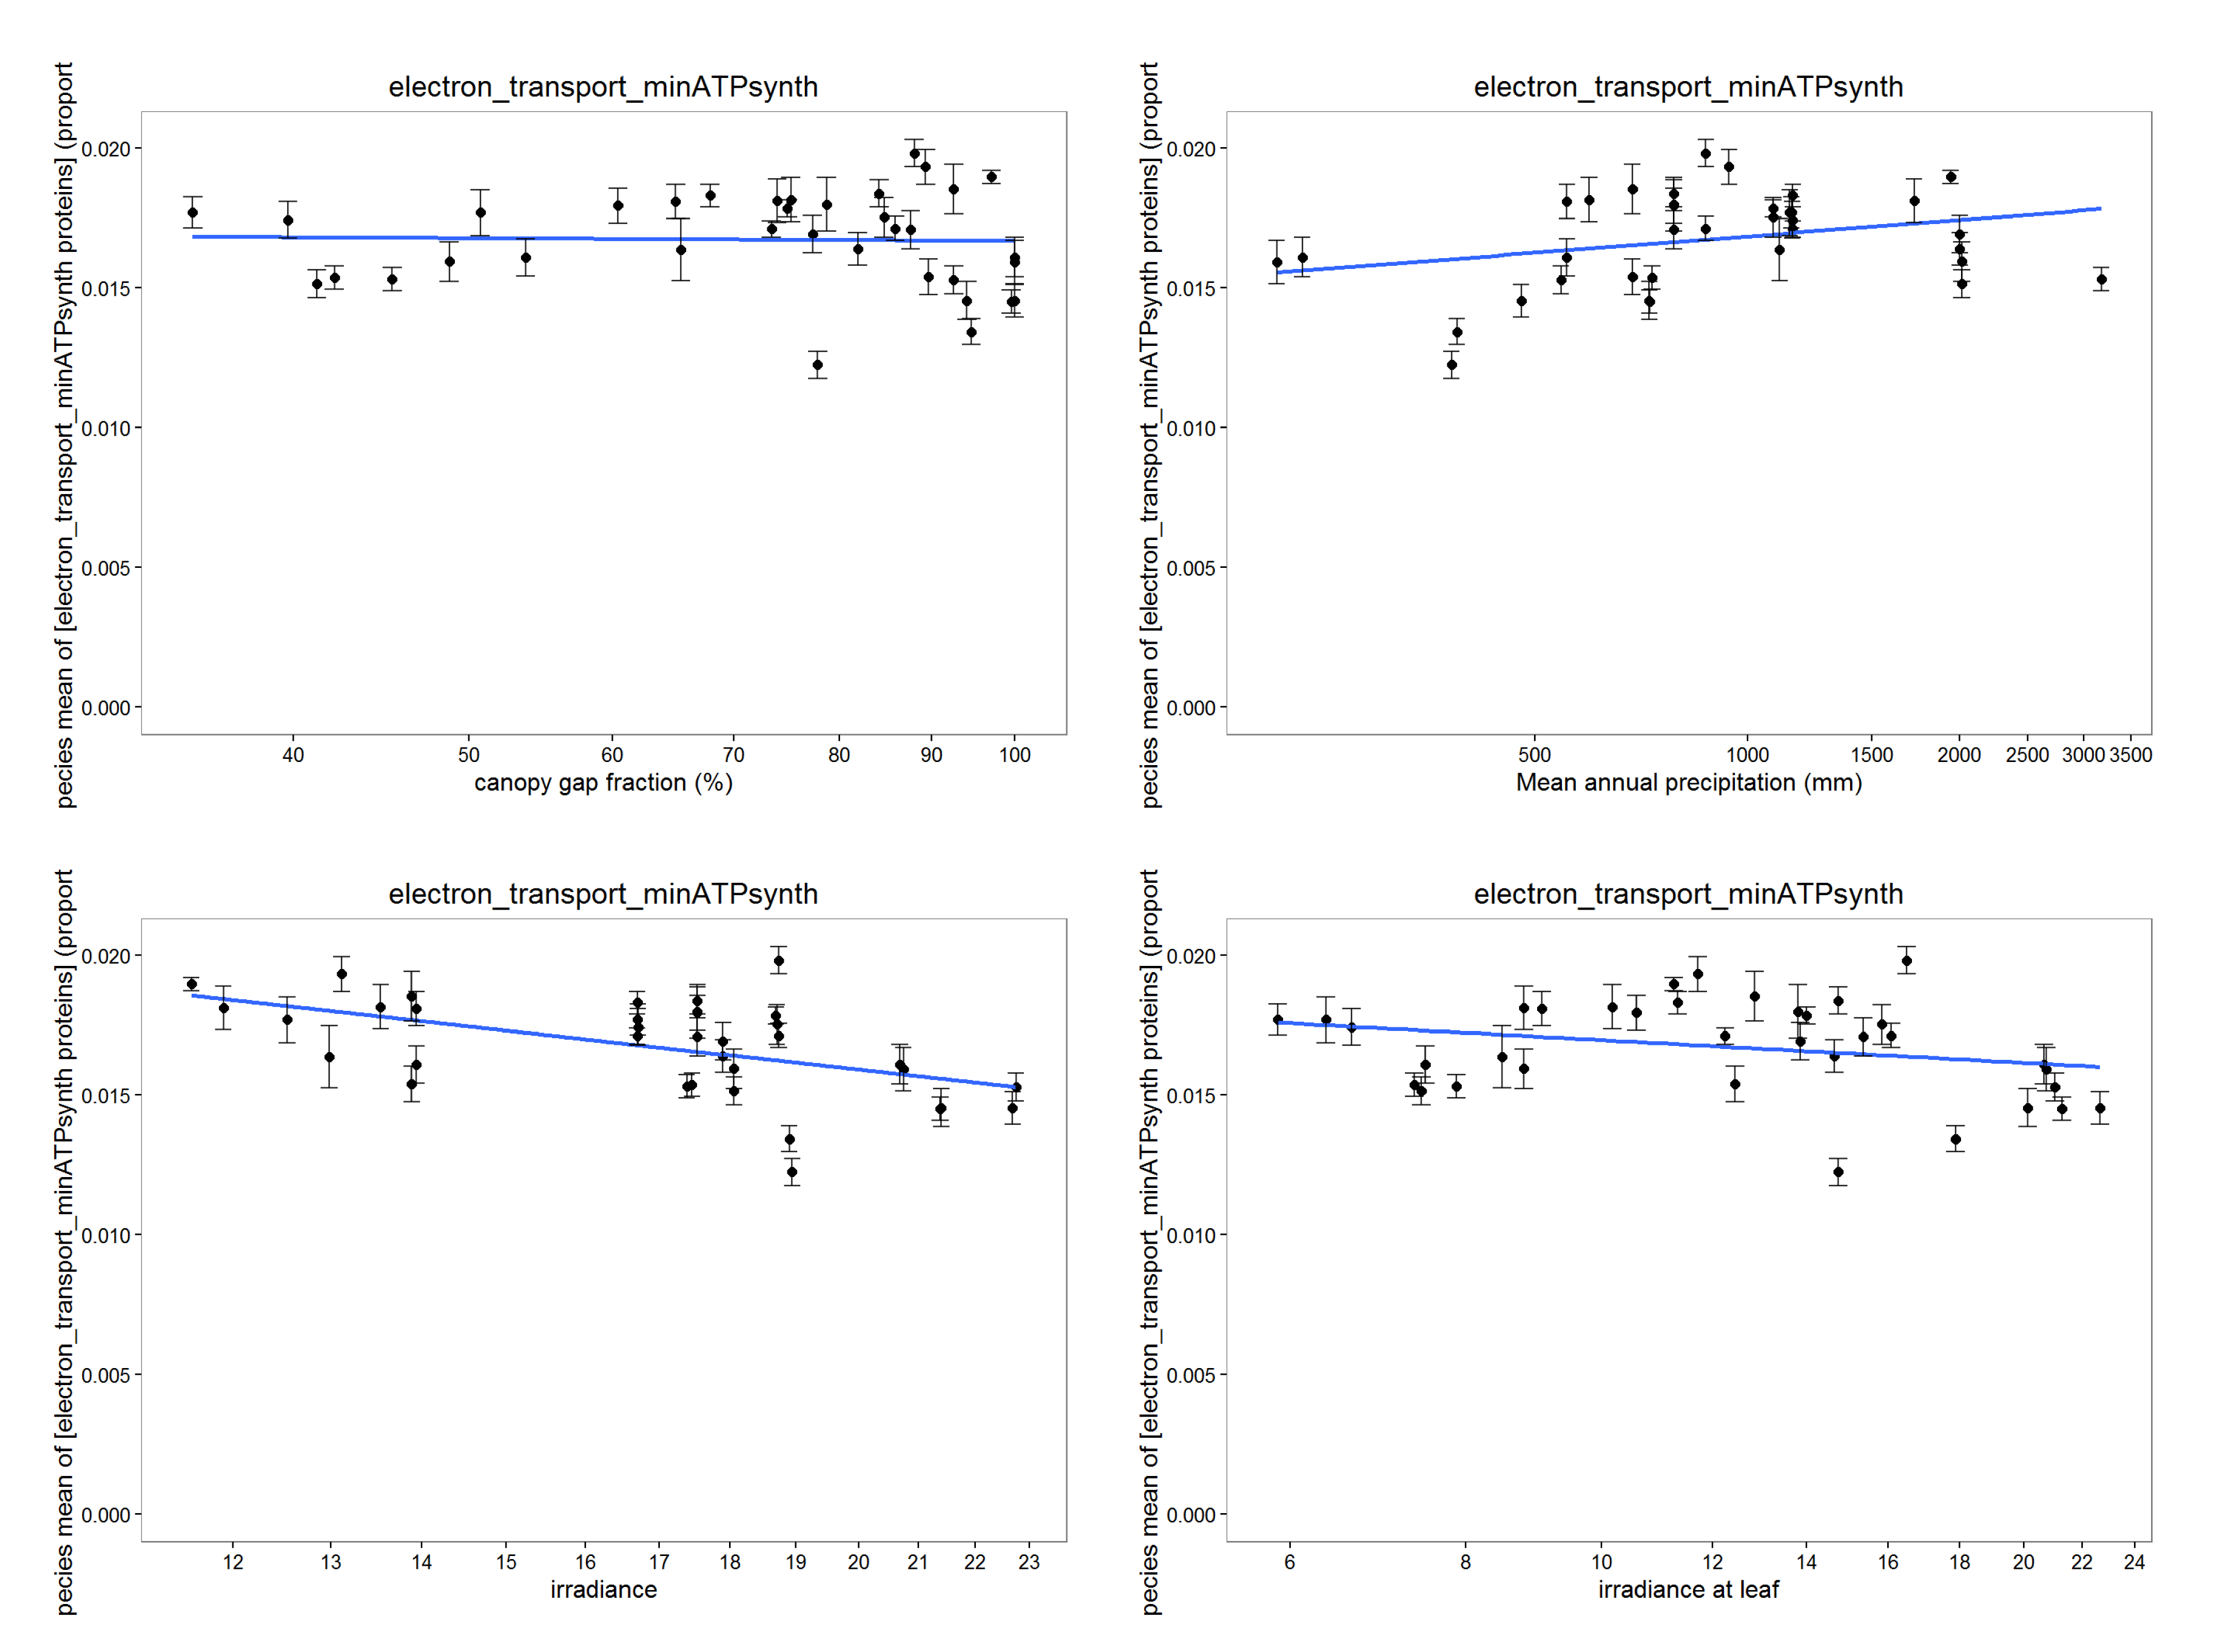 electron_transport_minATPsynth
pecies mean of [electron_transport_minATPsynth proteins] (proport
0.020
0.015
0.010
0.005
0.000
40 50 60 70 80 90 100
canopy gap fraction (%)
electron_transport_minATPsynth
pecies mean of [electron_transport_minATPsynth proteins] (proport
0.020
0.015
0.010
0.005
0.000
500 1000 1500 2000 2500 3000 3500
Mean annual precipitation (mm)
electron_transport_minATPsynth
pecies mean of [electron_transport_minATPsynth proteins] (proport
0.020
0.015
0.010
0.005
0.000
12 13 14 15 16 17 18 19 20 21 22 23
irradiance
electron_transport_minATPsynth
pecies mean of [electron_transport_minATPsynth proteins] (proport
0.020
0.015
0.010
0.005
0.000
6 8 10 12 14 16 18 20 22 24
irradiance at leaf